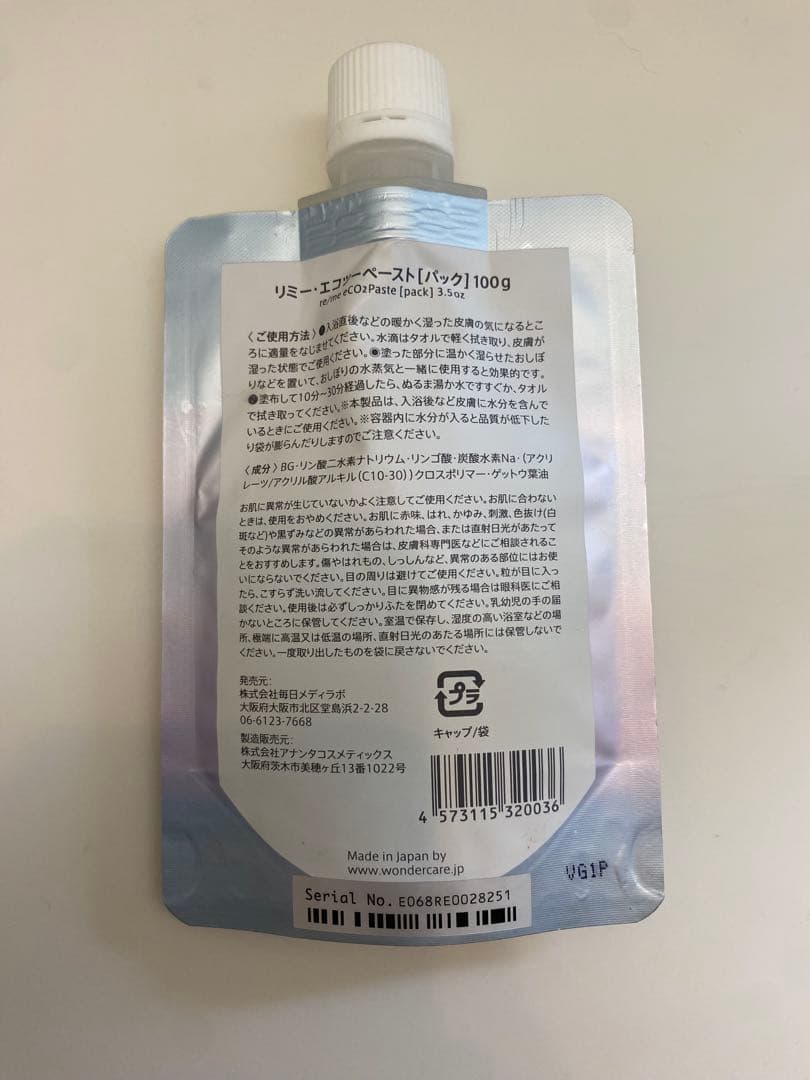 リミー・エコツーペースト[パック]100g
re/me eCO2Paste [pack] 3.5oz
〈ご使用方法〉❶入浴直後などの暖かく湿った皮膚の気になるとこ
ろに適量をなじませてください。水滴はタオルで軽く拭き取り、皮膚が
湿った状態でご使用ください。◉塗った部分に温かく湿らせたおしぼ
りなどを置いて、おしぼりの水蒸気と一緒に使用すると効果的です。
❷塗布して10分〜30分経過したら、ぬるま湯か水ですすぐか、タオル
で拭き取ってください。※本製品は、入浴後など皮膚に水分を含んで
いるときにご使用ください。※容器内に水分が入ると品質が低下した
り袋が膨らんだりしますのでご注意ください。
〈成分〉BG・リン酸二水素ナトリウム・リンゴ酸・炭酸水素Na・(アクリ
レーツ/アクリル酸アルキル(C10-30))クロスポリマー・ゲットウ葉油
お肌に異常が生じていないかよく注意してご使用ください。お肌に合わない
ときは、使用をおやめください。お肌に赤味、はれ、かゆみ、刺激、色抜け(白
斑など)や黒ずみなどの異常があらわれた場合、または直射日光があたって
そのような異常があらわれた場合は、皮膚科専門医などにご相談されるこ
とをおすすめします。傷やはれもの、しっしんなど、異常のある部位にはお使
いにならないでください。目の周りは避けてご使用ください。粒が目に入っ
たら、こすらず洗い流してください。目に異物感が残る場合は眼科医にご相
談ください。使用後は必ずしっかりふたを閉めてください。乳幼児の手の届
かないところに保管してください。室温で保存し、湿度の高い浴室などの場
所、極端に高温又は低温の場所、直射日光のあたる場所には保管しないで
ください。一度取り出したものを袋に戻さないでください。
発売元:
株式会社毎日メディラボ
大阪府大阪市北区堂島浜2-2-28
06-6123-7668
製造販売元:
株式会社アナンタコスメティックス
大阪府茨木市美穂ヶ丘13番1022号
プラ
キャップ/袋
4 573115 320036
Made in Japan by
www.wondercare.jp
VG1P
Serial No. E068RE0028251